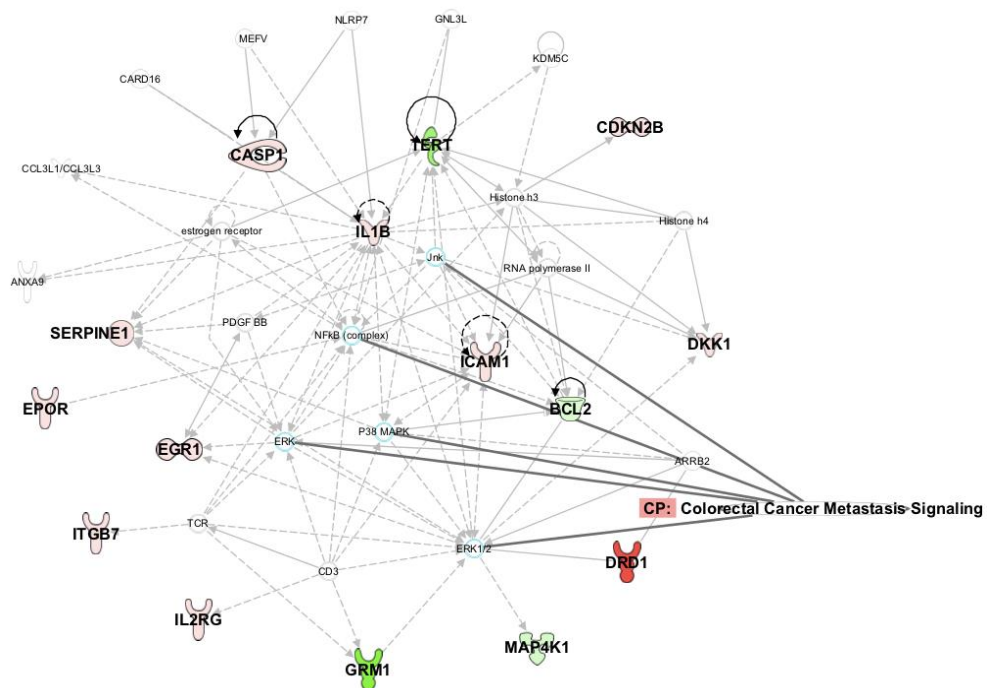 NLRP7
GNL3L
MEFV
KDM5C
CARD16
CDKN2B
TERT
CASP1
CCL3L1/CCL3L3
Histone h3
Histone h4
estrogen receptor
IL1B
Jnk
RNA polymerase II
ANXA9
PDGF BB
SERPINE1
NFkB (complex)
DKK1
ICAM1
EPOR
BCL2
P38 MAPK
ERK
EGR1
ARRB2
CP: Colorectal Cancer Metastasis Signaling
TCR
ITGB7
ERK1/2
DRD1
CD3
IL2RG
MAP4K1
GRM1